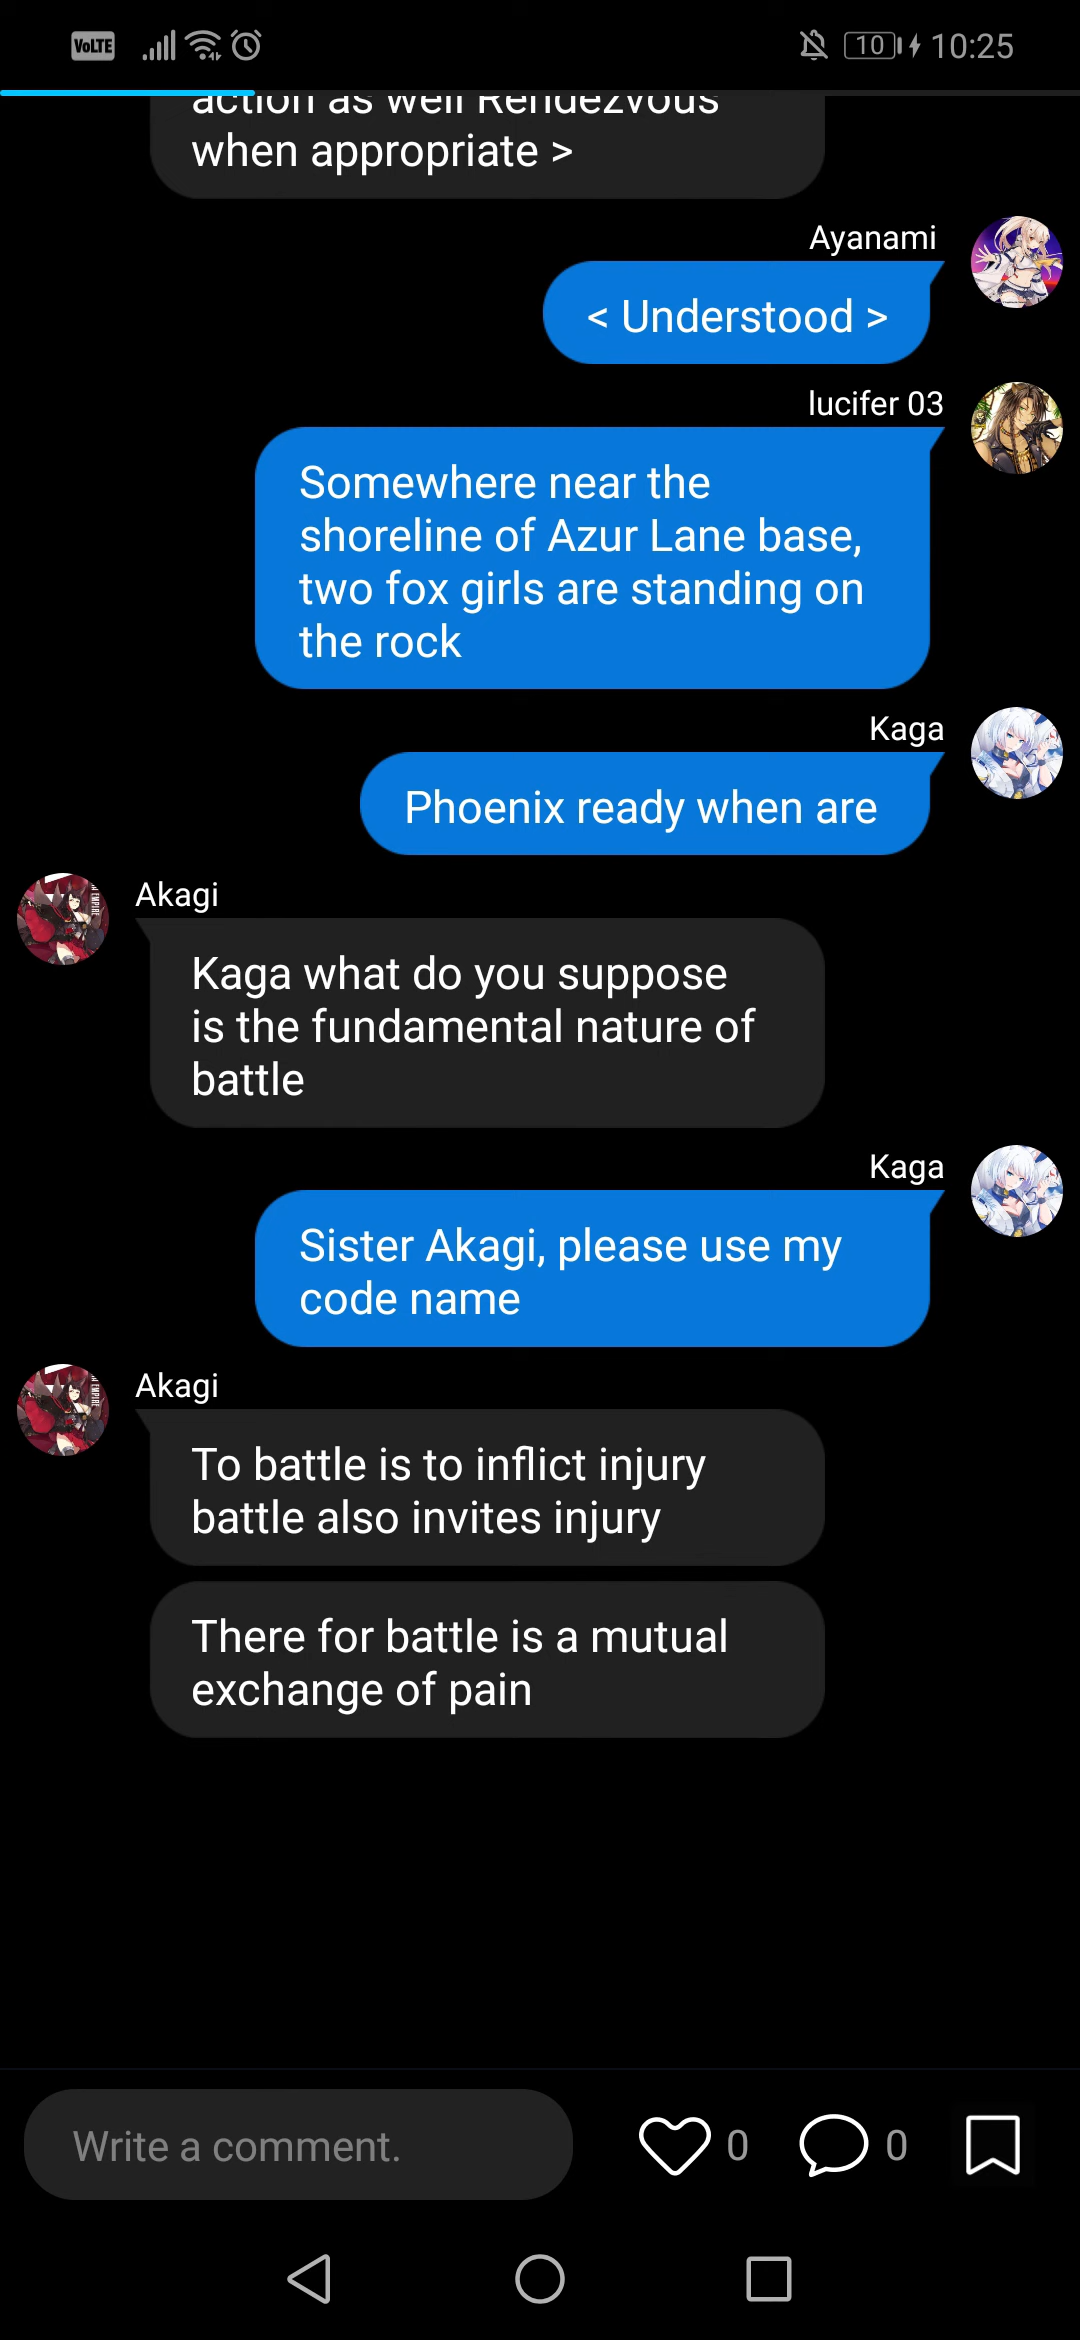 VoLTE
10
10:25
action as well Rendezvous
when appropriate >
Ayanami
< Understood >
lucifer 03
Somewhere near the
shoreline of Azur Lane base,
two fox girls are standing on
the rock
Kaga
Phoenix ready when are
Akagi
Kaga what do you suppose
is the fundamental nature of
battle
Kaga
Sister Akagi, please use my
code name
Akagi
To battle is to inflict injury
battle also invites injury
There for battle is a mutual
exchange of pain
Write a comment.
0
0